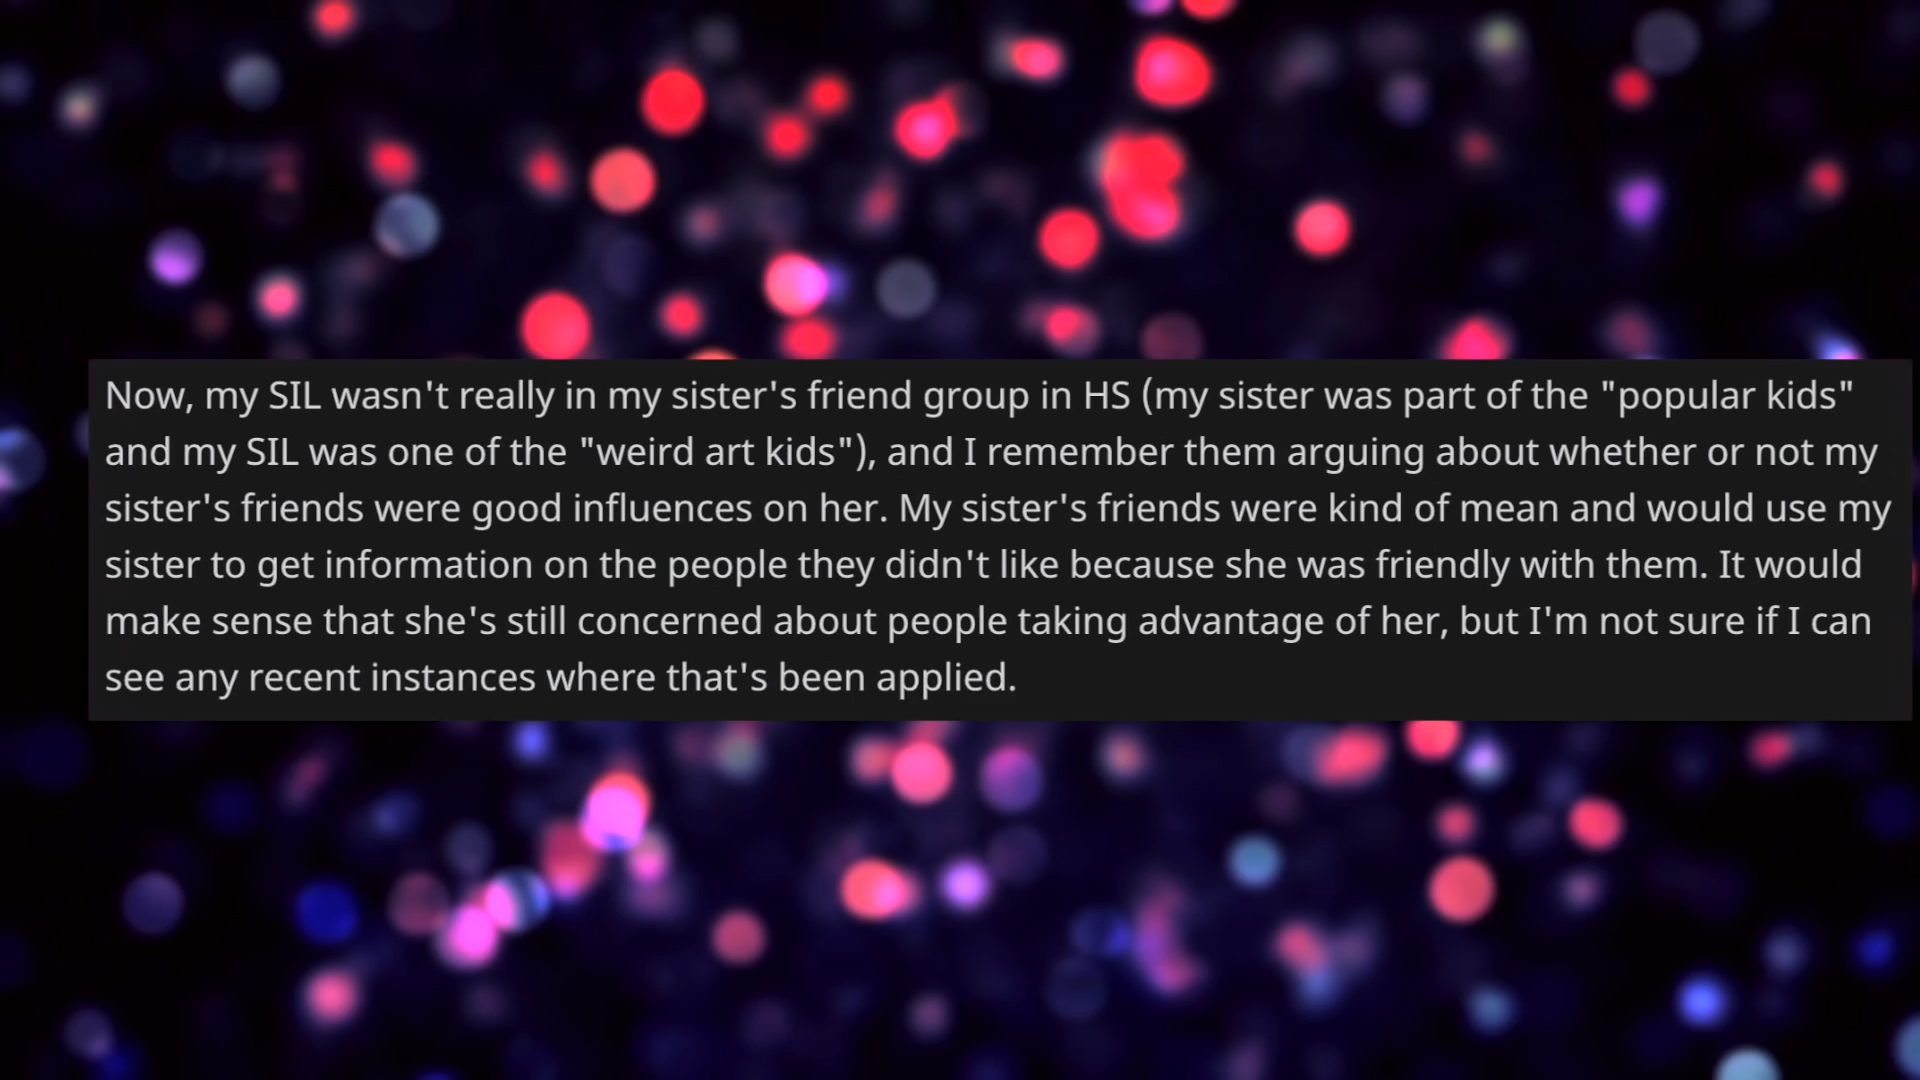 Now, my SIL wasn't really in my sister's friend group in HS (my sister was part of the "popular kids"
and my SIL was one of the "weird art kids"), and I remember them arguing about whether or not my
sister's friends were good influences on her. My sister's friends were kind of mean and would use my
sister to get information on the people they didn't like because she was friendly with them. It would
make sense that she's still concerned about people taking advantage of her, but I'm not sure if I can
see any recent instances where that's been applied.